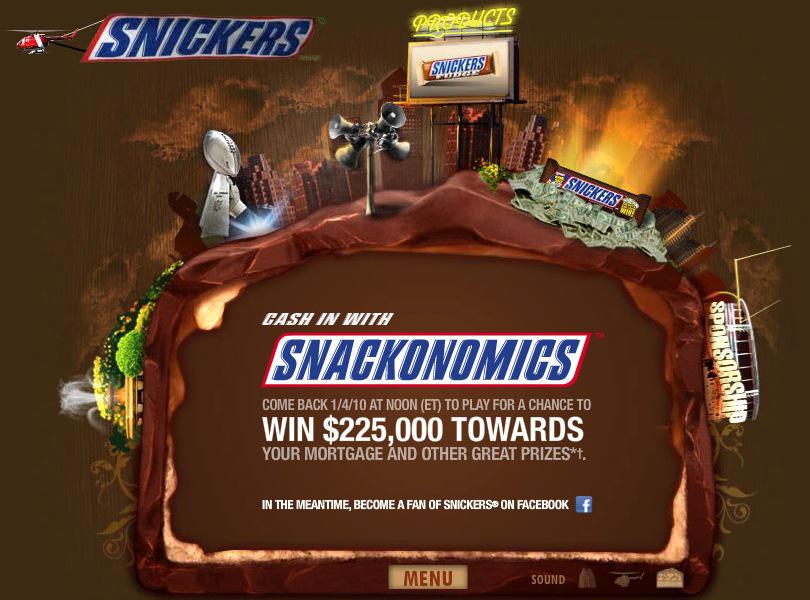 SNICKERS
PRODUCTS
SNICKERS
FUDGE
SNICKERS
SPONSORSHIP
CASH IN WITH
SNACKONOMICS™
COME BACK 1/4/10 AT NOON (ET) TO PLAY FOR A CHANCE TO
WIN $225,000 TOWARDS
YOUR MORTGAGE AND OTHER GREAT PRIZES*†.
IN THE MEANTIME, BECOME A FAN OF SNICKERS® ON FACEBOOK f
MENU
SOUND